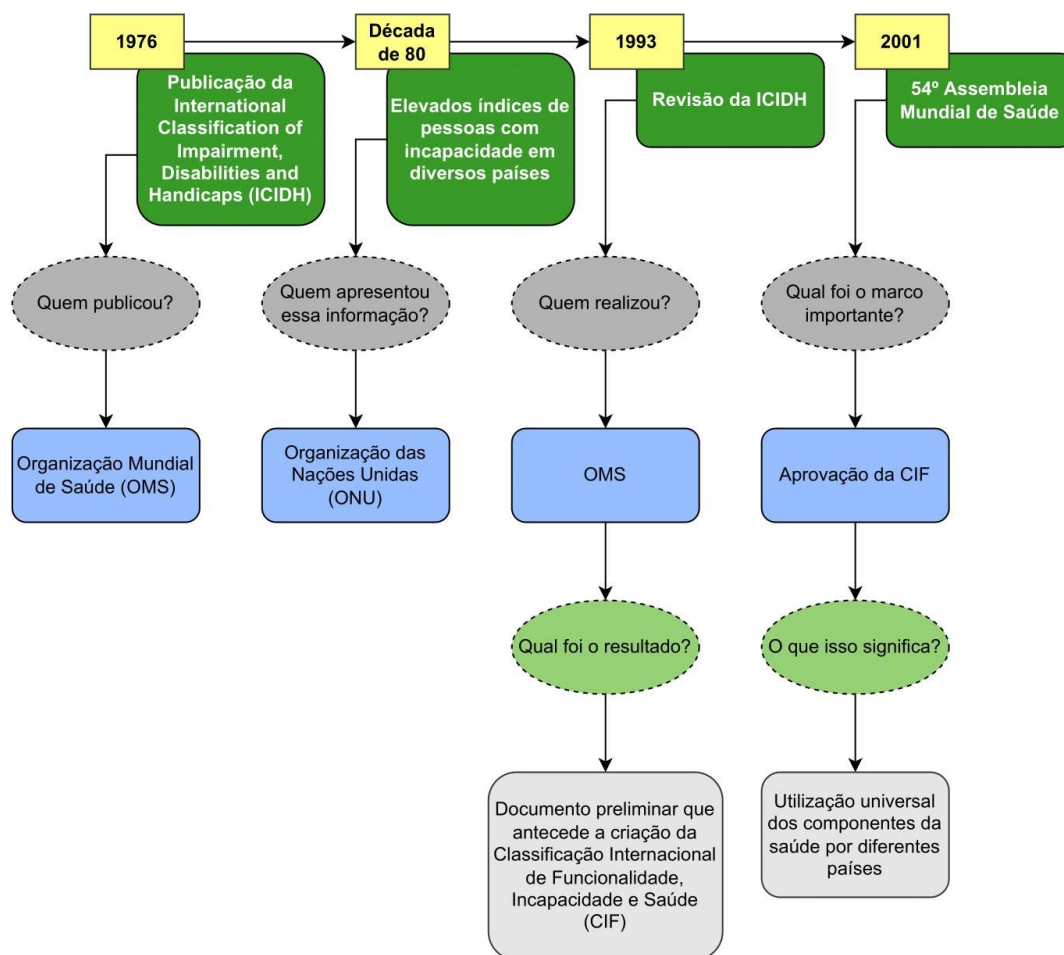 1976
Publicação da
International
Classification of
Impairment,
Disabilities and
Handicaps (ICIDH)
Quem publicou?
Organização Mundial
de Saúde (OMS)
Década
de 80
Elevados índices de
pessoas com
incapacidade em
diversos países
Quem apresentou
essa informação?
Organização das
Nações Unidas
(ONU)
1993
Revisão da ICIDH
Quem realizou?
OMS
Qual foi o resultado?
Documento preliminar que
antecede a criação da
Classificação Internacional
de Funcionalidade,
Incapacidade e Saúde
(CIF)
2001
54º Assembleia
Mundial de Saúde
Qual foi o marco
importante?
Aprovação da CIF
O que isso significa?
Utilização universal
dos componentes da
saúde por diferentes
países